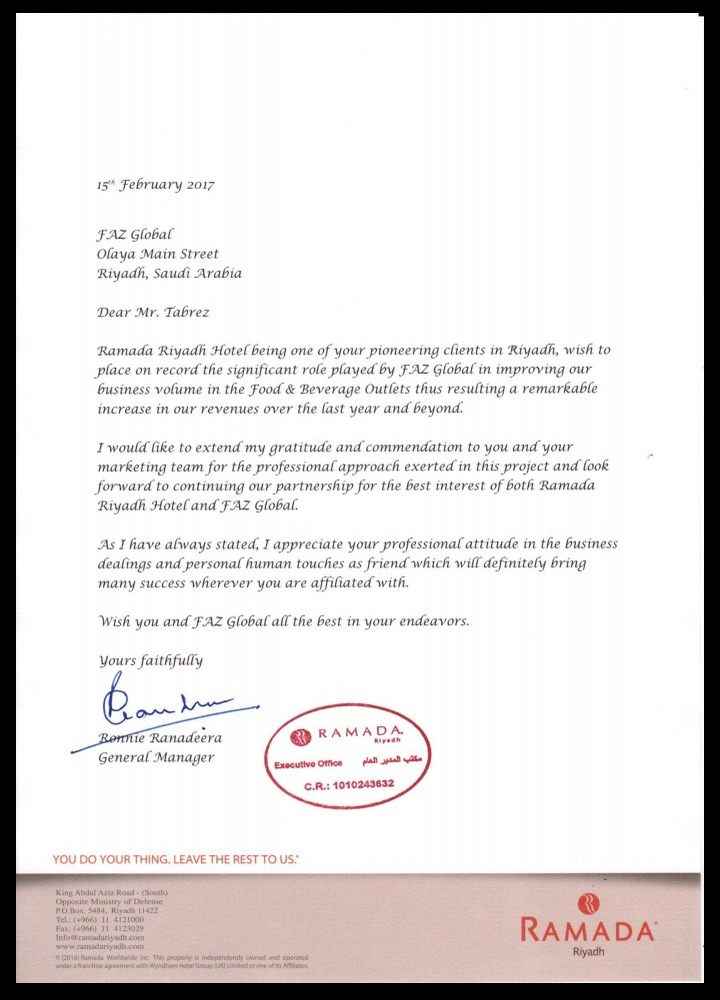 15th February 2017
FAZ Global
Olaya Main Street
Riyadh, Saudi Arabia
Dear Mr. Tabrez
Ramada Riyadh Hotel being one of your pioneering clients in Riyadh, wish to
place on record the significant role played by FAZ Global in improving our
business volume in the Food & Beverage Outlets thus resulting a remarkable
increase in our revenues over the last year and beyond.
I would like to extend my gratitude and commendation to you and your
marketing team for the professional approach exerted in this project and look
forward to continuing our partnership for the best interest of both Ramada
Riyadh Hotel and FAZ Global.
As I have always stated, I appreciate your professional attitude in the business
dealings and personal human touches as friend which will definitely bring
many success wherever you are affiliated with.
Wish you and FAZ Global all the best in your endeavors.
Yours faithfully
Ronnie Ranadeera
General Manager
RAMADA.
Riyadh
Executive Office مكتب المدير العام
C.R.: 1010243632
YOU DO YOUR THING. LEAVE THE REST TO US.®
King Abdul Aziz Road - (South)
Opposite Ministry of Defense
P.O.Box: 5484, Riyadh 11422
Tel.: (+966) 11 4121000
Fax: (+966) 11 4123029
Info@ramadariyadh.com
www.ramadariyadh.com
© [2016] Ramada Worldwide Inc. This property is independently owned and operated
under a franchise agreement with Wyndham Hotel Group (UK) Limited or one of its Affiliates.
RAMADA®
Riyadh